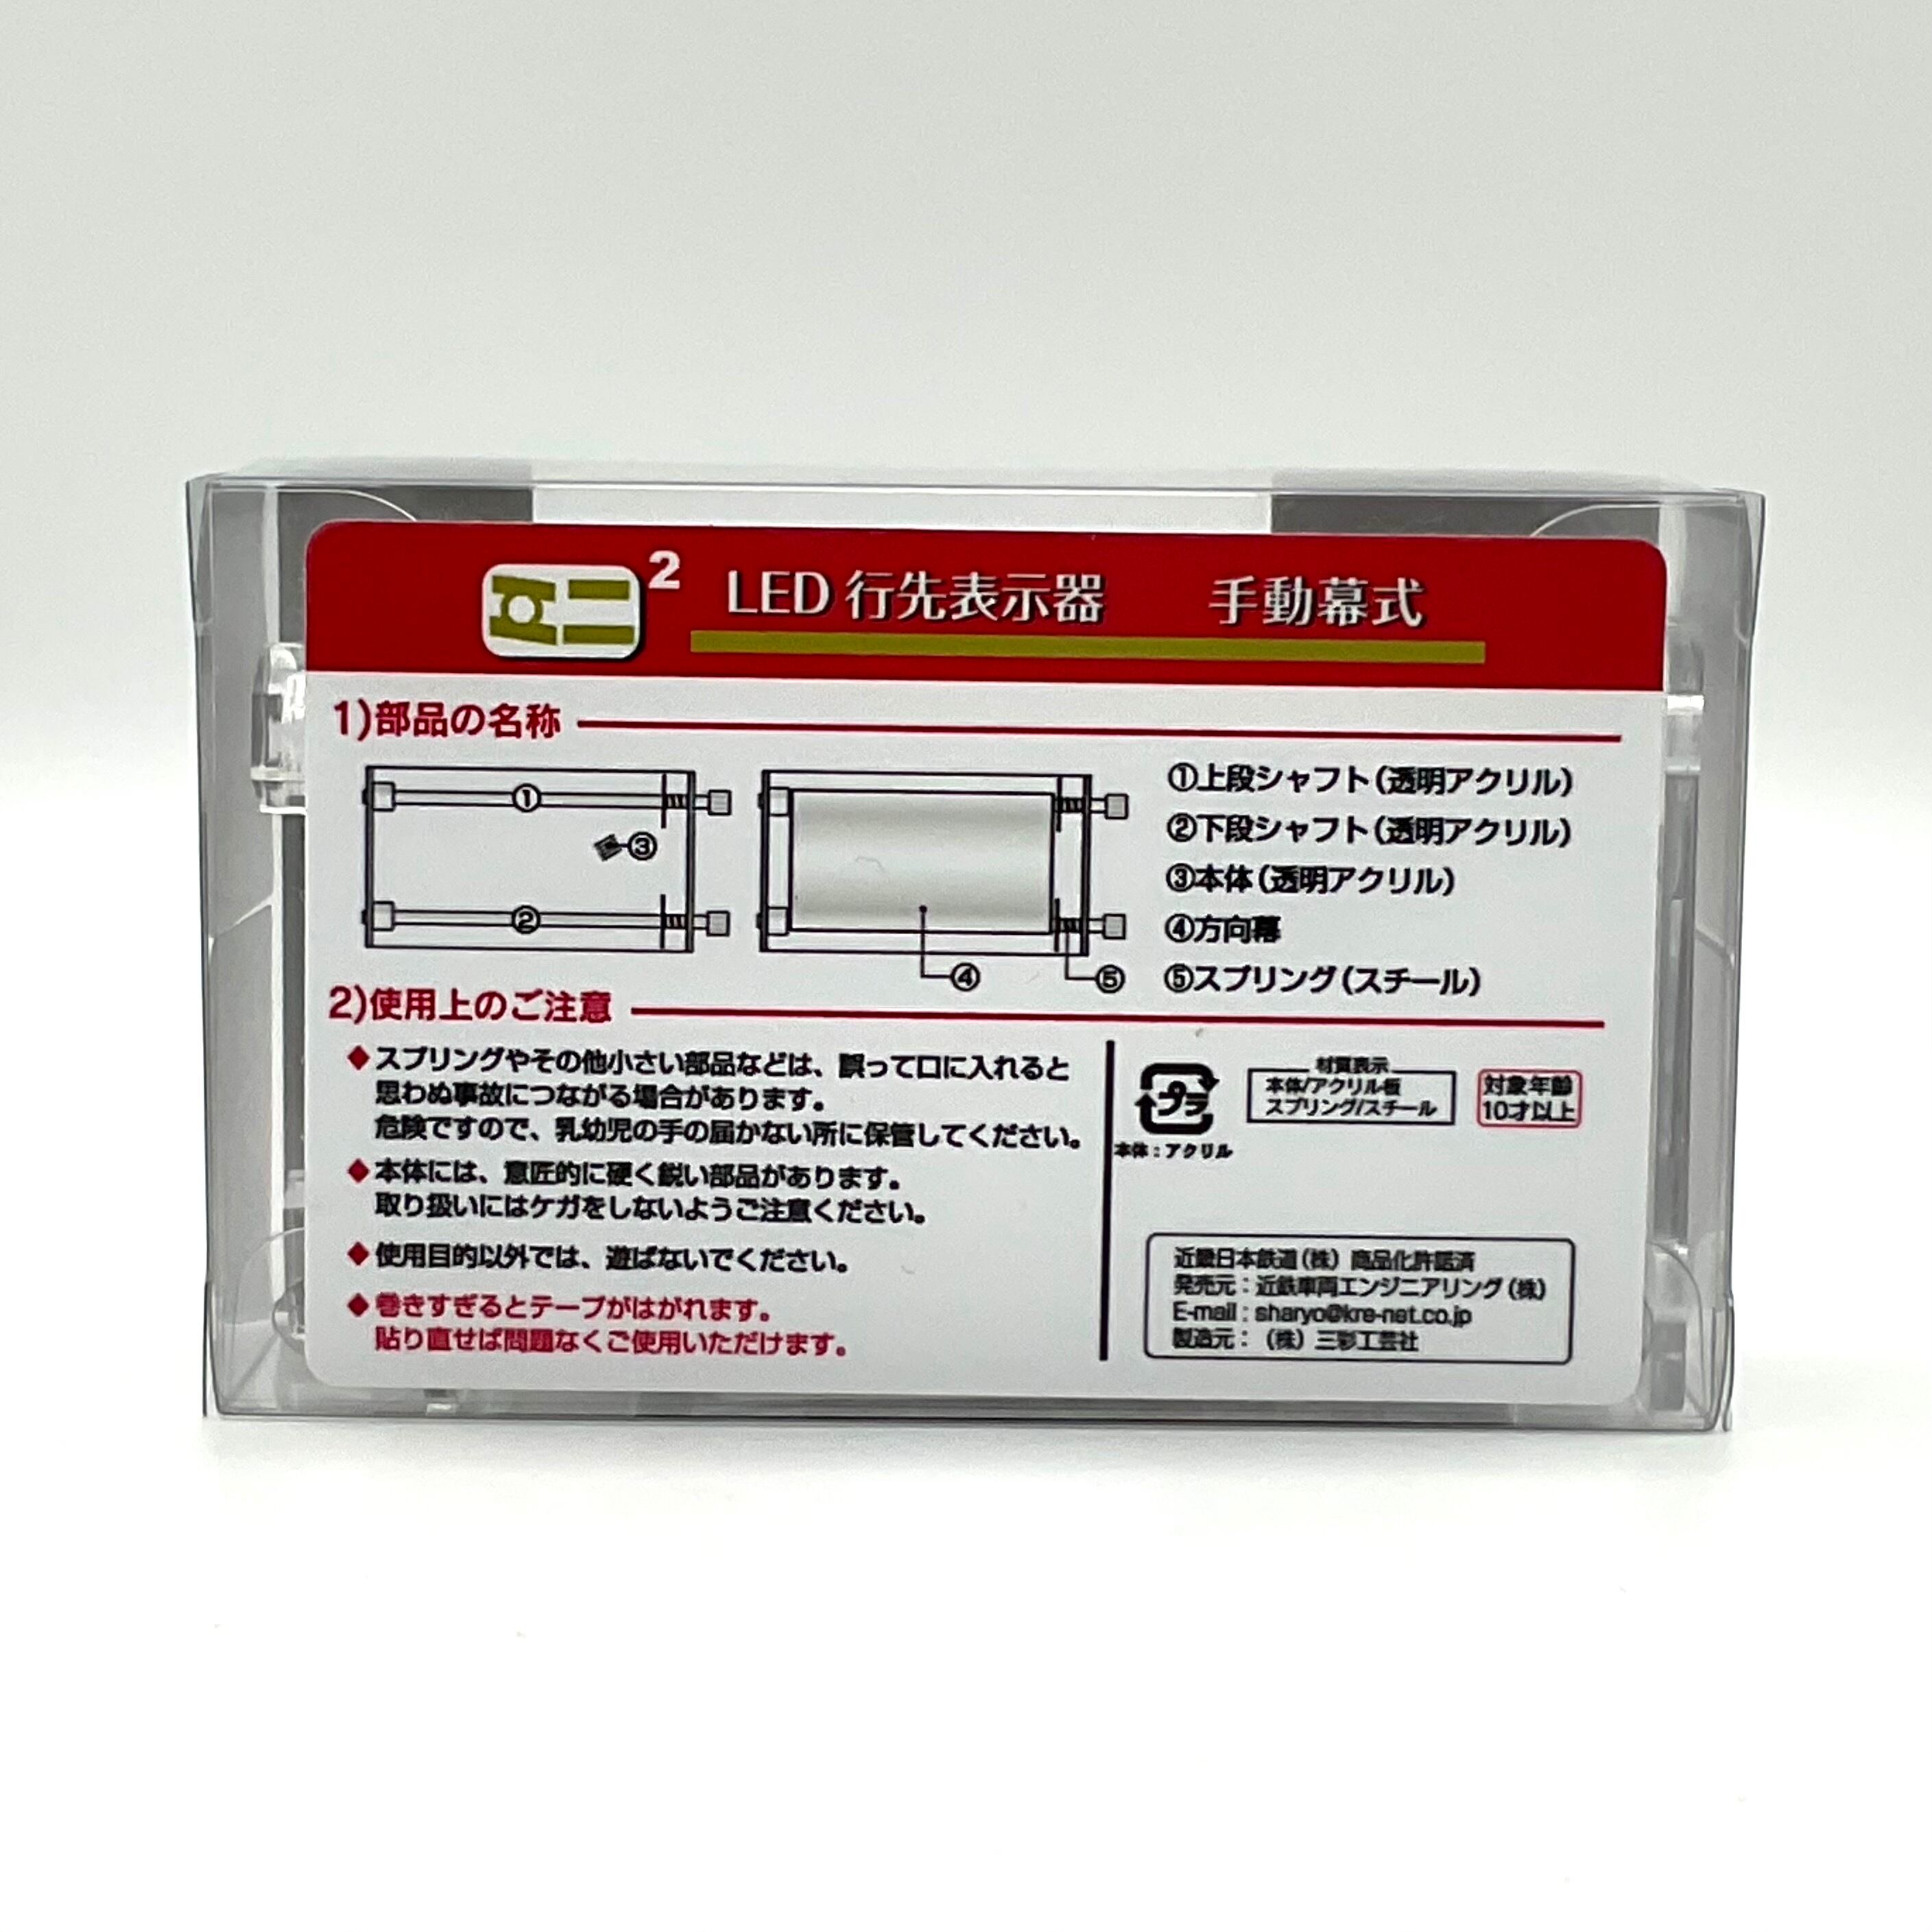 ミニ² LED 行先表示器 手動幕式
1)部品の名称
①
③
②
④
⑤
①上段シャフト(透明アクリル)
②下段シャフト(透明アクリル)
③本体(透明アクリル)
④方向幕
⑤スプリング(スチール)
2)使用上のご注意
◆スプリングやその他小さい部品などは、誤って口に入れると
思わぬ事故につながる場合があります。
危険ですので、乳幼児の手の届かない所に保管してください。
◆本体には、意匠的に硬く鋭い部品があります。
取り扱いにはケガをしないようご注意ください。
◆使用目的以外では、遊ばないでください。
◆巻きすぎるとテープがはがれます。
貼り直せば問題なくご使用いただけます。
プラ
本体:アクリル
材質表示
本体/アクリル板
スプリング/スチール
対象年齢
10才以上
近畿日本鉄道(株)商品化許諾済
発売元:近鉄車両エンジニアリング(株)
E-mail : sharyo@kre-net.co.jp
製造元:(株)三彩工芸社